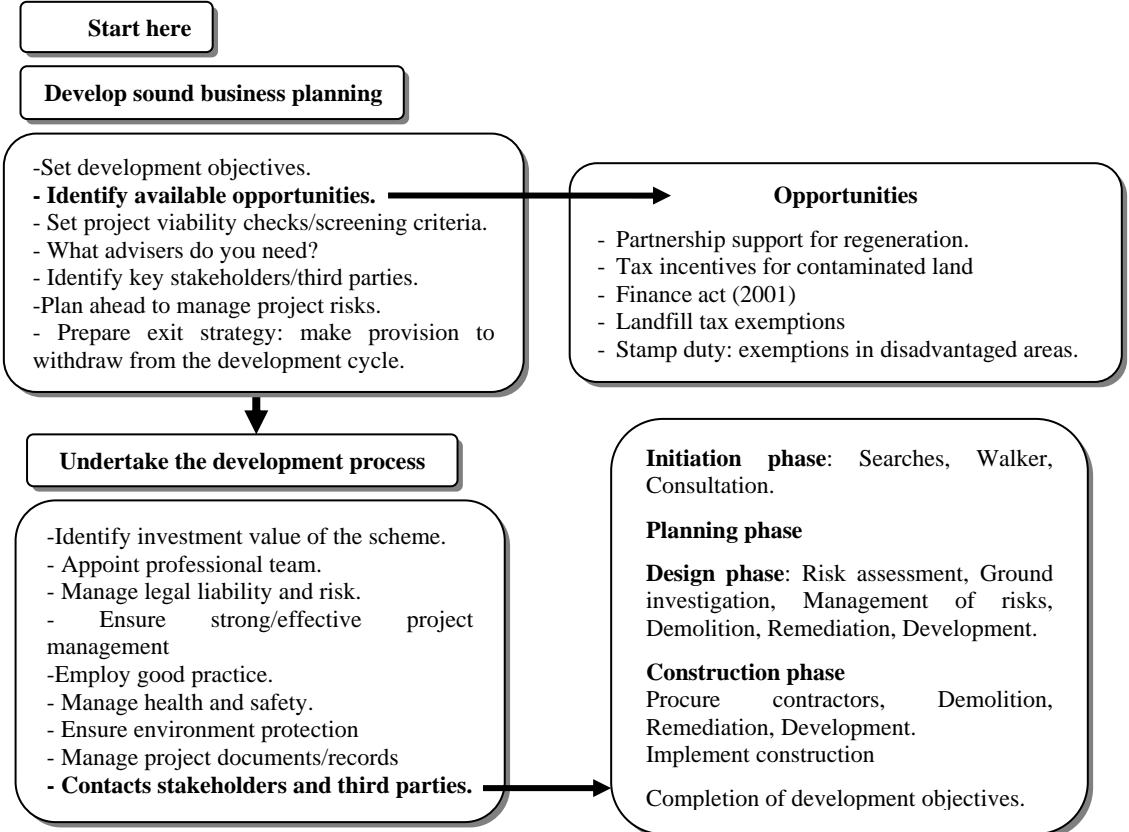 Start here
Develop sound business planning
-Set development objectives.
- Identify available opportunities.
- Set project viability checks/screening criteria.
- What advisers do you need?
- Identify key stakeholders/third parties.
-Plan ahead to manage project risks.
- Prepare exit strategy: make provision to
withdraw from the development cycle.
Opportunities
- Partnership support for regeneration.
- Tax incentives for contaminated land
- Finance act (2001)
- Landfill tax exemptions
- Stamp duty: exemptions in disadvantaged areas.
Undertake the development process
-Identify investment value of the scheme.
- Appoint professional team.
- Manage legal liability and risk.
- Ensure strong/effective project
management
-Employ good practice.
- Manage health and safety.
- Ensure environment protection
- Manage project documents/records
- Contacts stakeholders and third parties.
Initiation phase: Searches, Walker,
Consultation.
Planning phase
Design phase: Risk assessment, Ground
investigation, Management of risks,
Demolition, Remediation, Development.
Construction phase
Procure contractors, Demolition,
Remediation, Development.
Implement construction
Completion of development objectives.